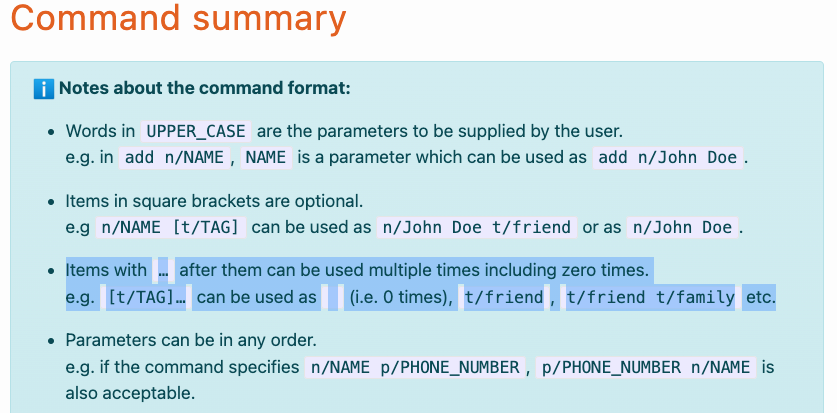 Command summary
Notes about the command format:
• Words in UPPER_CASE are the parameters to be supplied by the user.
e.g. in add n/NAME, NAME is a parameter which can be used as add n/John Doe.
• Items in square brackets are optional.
e.g n/NAME [t/TAG] can be used as n/John Doe t/friend or as n/John Doe.
• Items with … after them can be used multiple times including zero times.
e.g. [t/TAG]… can be used as   (i.e. 0 times), t/friend, t/friend t/family etc.
• Parameters can be in any order.
e.g. if the command specifies n/NAME p/PHONE_NUMBER, p/PHONE_NUMBER n/NAME is
also acceptable.